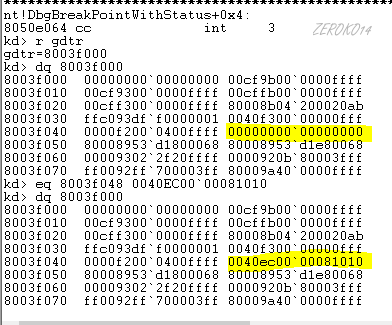 ****************************************************
nt!DbgBreakPointWithStatus+0x4:
8050e064 cc int 3
ZEROKO14
kd> r gdtr
gdtr=8003f000
kd> dq 8003f000
8003f000 00000000`00000000 00cf9b00`0000ffff
8003f010 00cf9300`0000ffff 00cffb00`0000ffff
8003f020 00cff300`0000ffff 80008b04`200020ab
8003f030 ffc093df`f0000001 0040f300`00000fff
8003f040 0000f200`0400ffff 00000000`00000000
8003f050 80008953`d1800068 80008953`d1e80068
8003f060 00009302`2f20ffff 0000920b`80003fff
8003f070 ff0092ff`700003ff 80009a40`0000ffff
kd> eq 8003f048 0040EC00`00081010
kd> dq 8003f000
8003f000 00000000`00000000 00cf9b00`0000ffff
8003f010 00cf9300`0000ffff 00cffb00`0000ffff
8003f020 00cff300`0000ffff 80008b04`200020ab
8003f030 ffc093df`f0000001 0040f300`00000fff
8003f040 0000f200`0400ffff 0040ec00`00081010
8003f050 80008953`d1800068 80008953`d1e80068
8003f060 00009302`2f20ffff 0000920b`80003fff
8003f070 ff0092ff`700003ff 80009a40`0000ffff